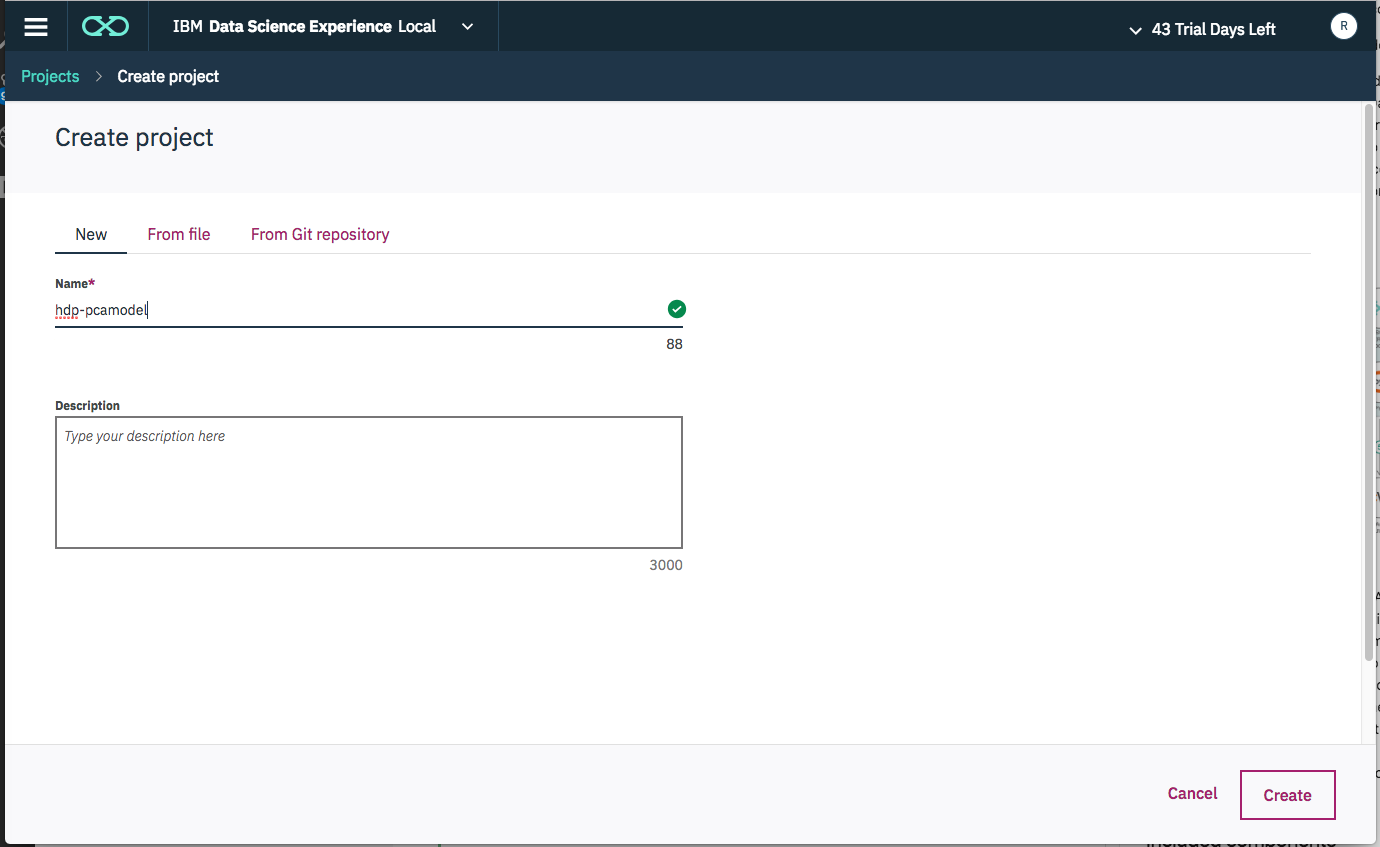 IBM Data Science Experience Local
43 Trial Days Left
R
Projects > Create project
Create project
New From file From Git repository
Name*
hdp-pcamodel
88
Description
Type your description here
3000
Cancel Create